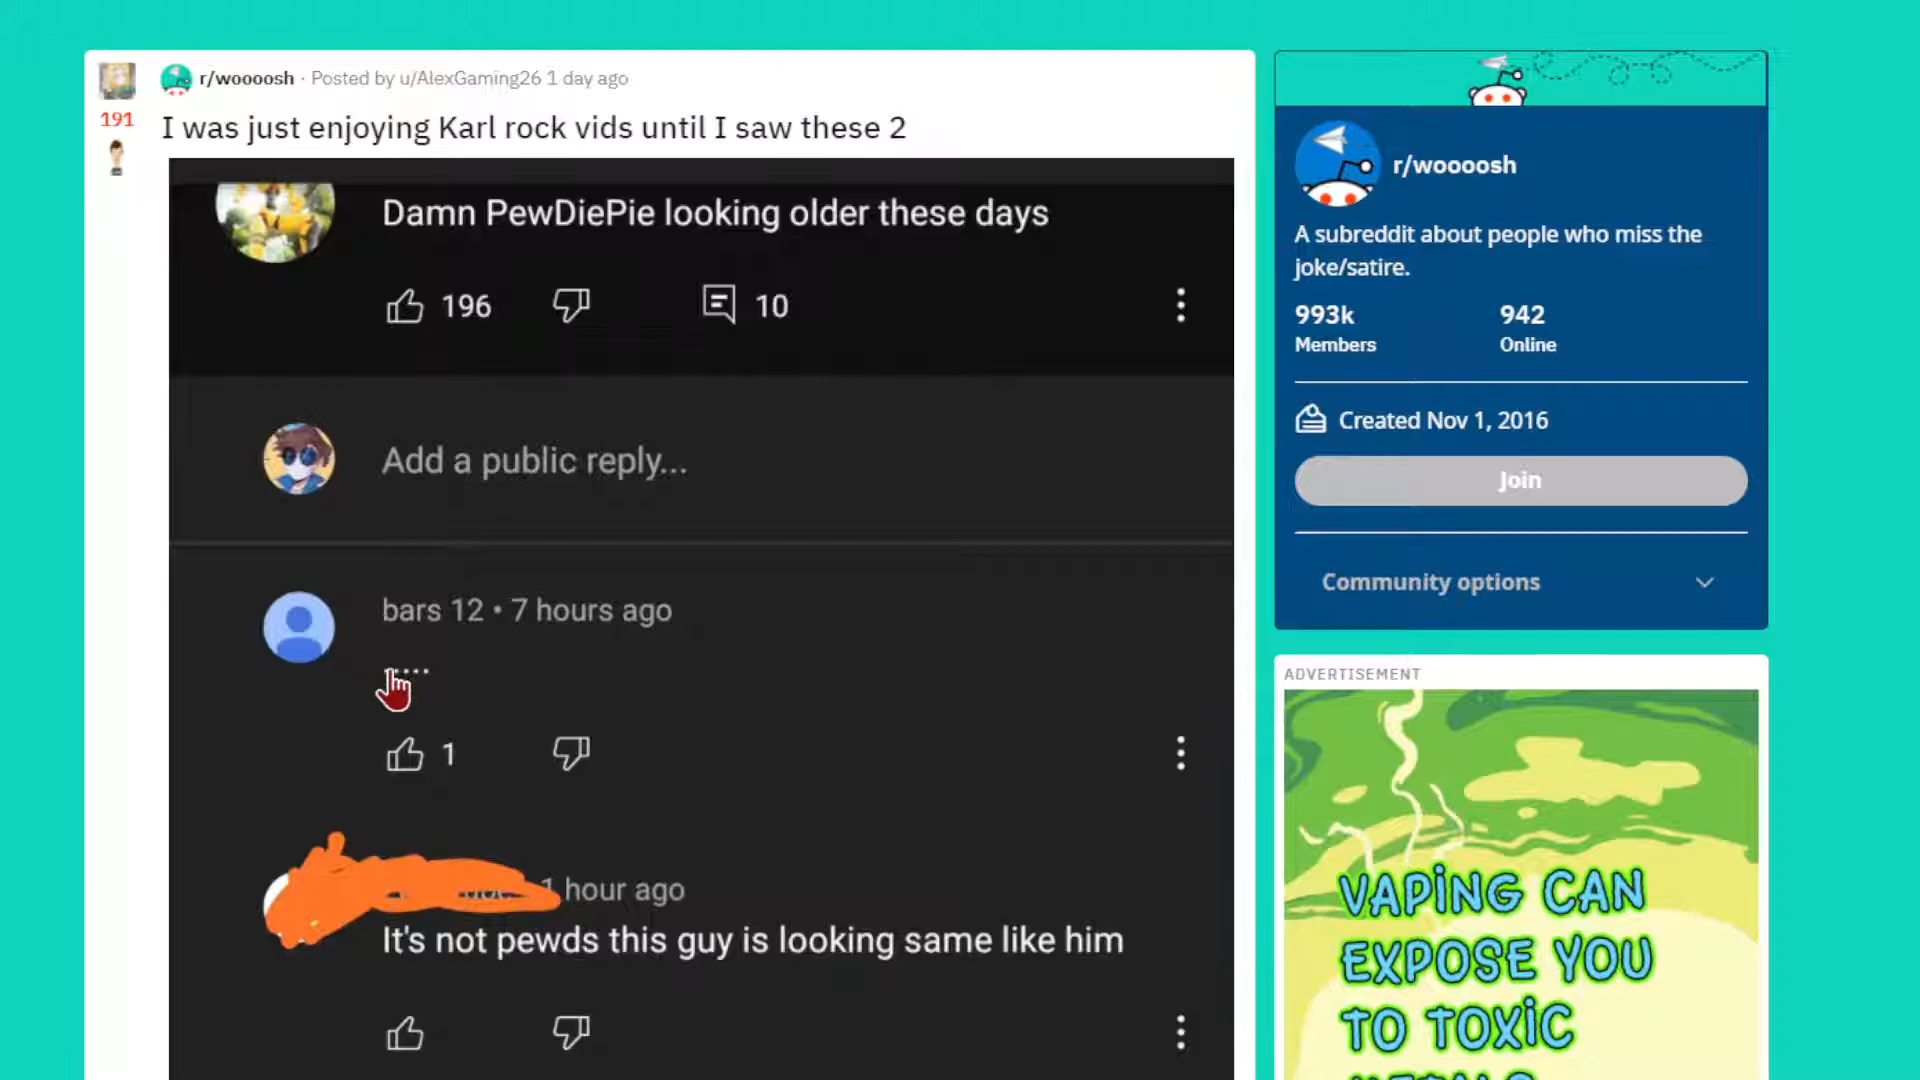 r/woooosh · Posted by u/AlexGaming26 1 day ago
191
I was just enjoying Karl rock vids until I saw these 2
Damn PewDiePie looking older these days
196
10
Add a public reply...
bars 12 • 7 hours ago
.....
1
1 hour ago
It's not pewds this guy is looking same like him
r/woooosh
A subreddit about people who miss the
joke/satire.
993k
942
Members
Online
Created Nov 1, 2016
Join
Community options
ADVERTISEMENT
VAPING CAN
EXPOSE YOU
TO TOXIC